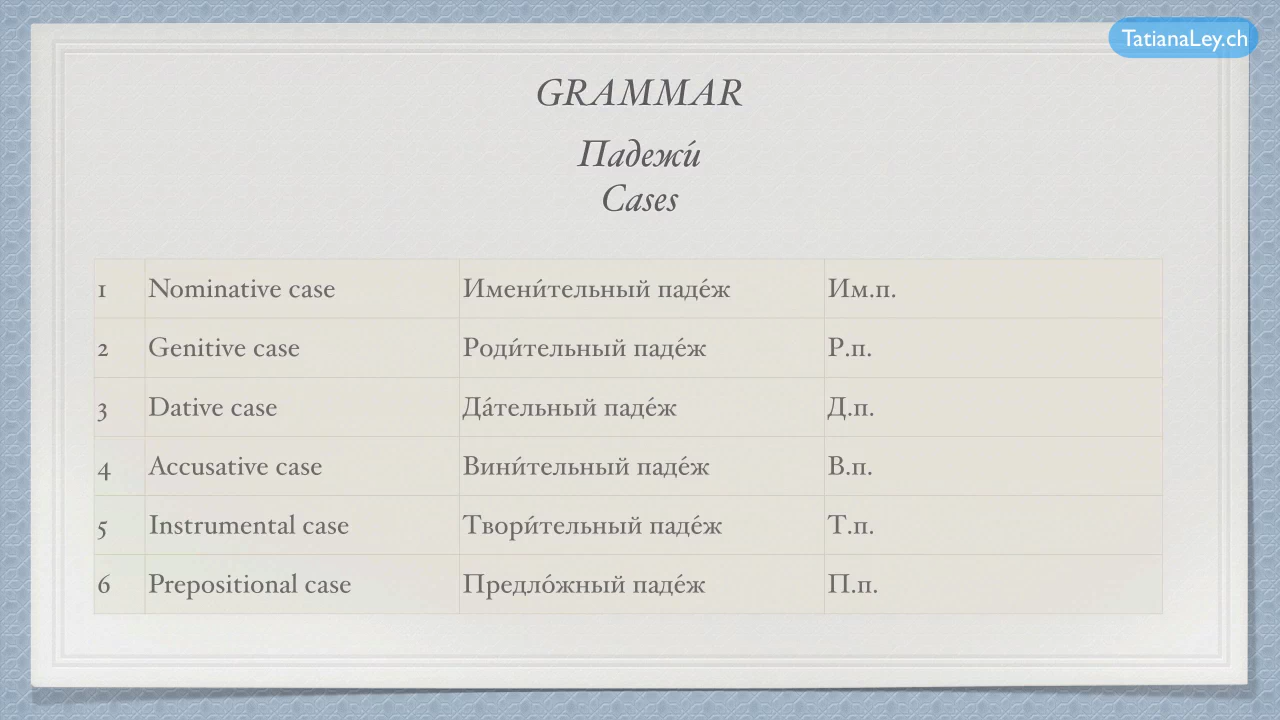 TatianaLey.ch
GRAMMAR
Падежи́
Cases
1 Nominative case Имени́тельный паде́ж Им.п.
2 Genitive case Роди́тельный паде́ж Р.п.
3 Dative case Да́тельный паде́ж Д.п.
4 Accusative case Вини́тельный паде́ж В.п.
5 Instrumental case Твори́тельный паде́ж Т.п.
6 Prepositional case Предло́жный паде́ж П.п.